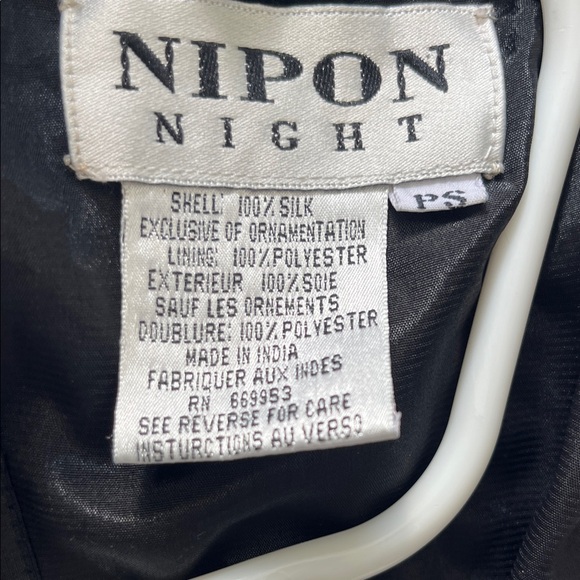 NIPON
NIGHT
PS
SHELL: 100% SILK
EXCLUSIVE OF ORNAMENTATION
LINING: 100% POLYESTER
EXTERIEUR 100% SOIE
SAUF LES ORNEMENTS
DOUBLURE: 100% POLYESTER
MADE IN INDIA
FABRIQUER AUX INDES
RN 669953
SEE REVERSE FOR CARE
INSTURCTIONS AU VERSO